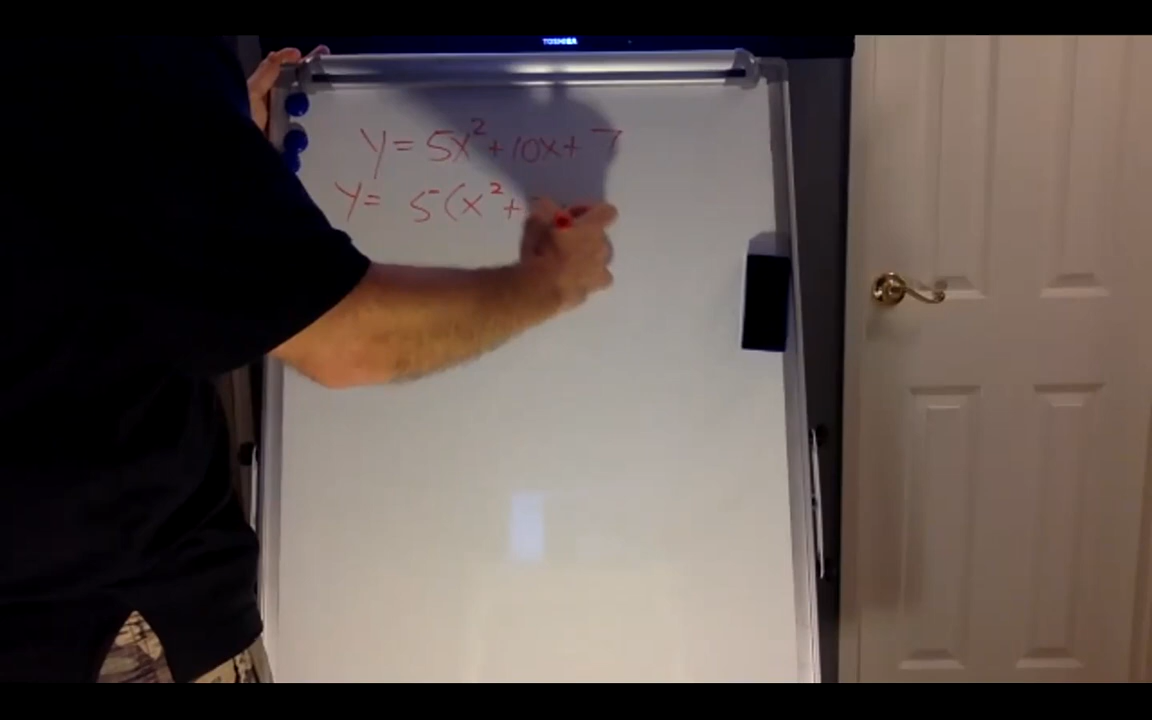 TOSHIBA
y = 5x² + 10x + 7
y = 5(x² +